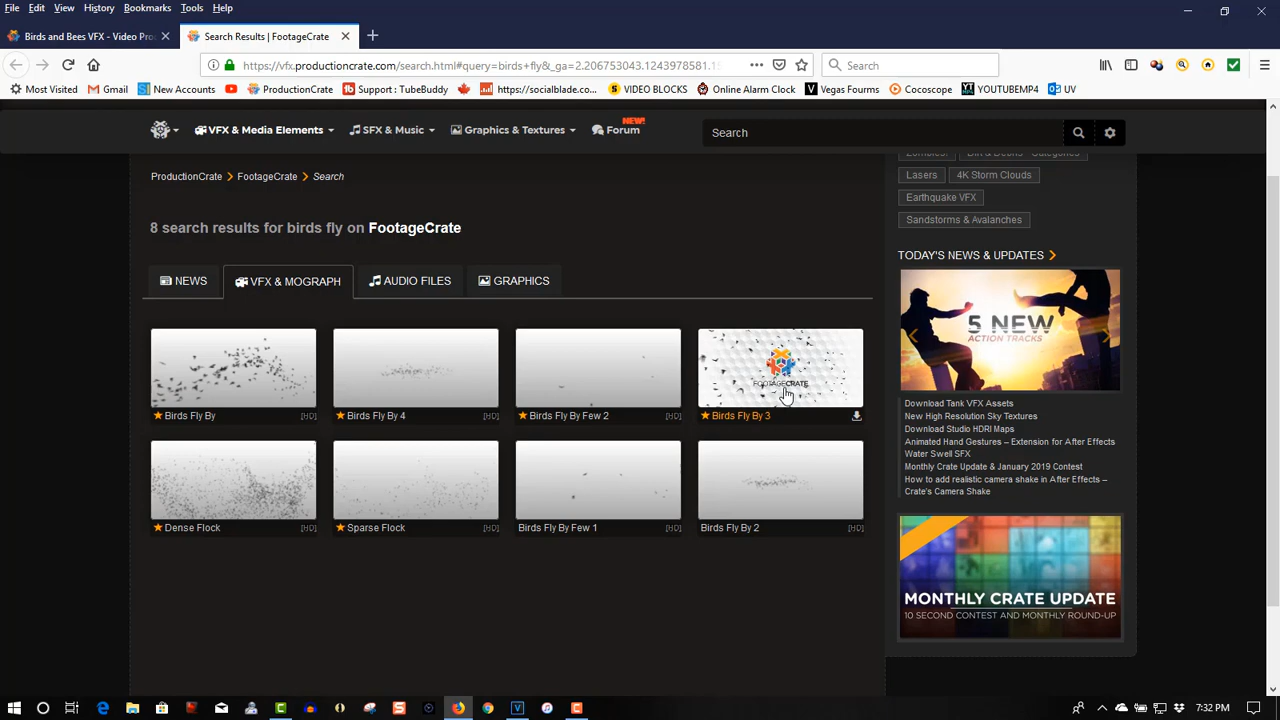 File Edit View History Bookmarks Tools Help
Birds and Bees VFX - Video Pro
Search Results | FootageCrate
https://vfx.productioncrate.com/search.html#query=birds+fly&_ga=2.206753043.1243978581.1
Search
Most Visited Gmail New Accounts ProductionCrate Support : TubeBuddy https://socialblade.co... VIDEO BLOCKS Online Alarm Clock Vegas Fourms Cocoscope YOUTUBEMP4 UV
VFX & Media Elements SFX & Music Graphics & Textures NEW! Forum Search
Lasers 4K Storm Clouds
Earthquake VFX
Sandstorms & Avalanches
ProductionCrate > FootageCrate > Search
8 search results for birds fly on FootageCrate
NEWS VFX & MOGRAPH AUDIO FILES GRAPHICS
FOOTAGECRATE
Birds Fly By [HD] Birds Fly By 4 [HD] Birds Fly By Few 2 [HD] Birds Fly By 3
Dense Flock [HD] Sparse Flock [HD] Birds Fly By Few 1 [HD] Birds Fly By 2 [HD]
TODAY'S NEWS & UPDATES
5 NEW
ACTION TRACKS
Download Tank VFX Assets
New High Resolution Sky Textures
Download Studio HDRI Maps
Animated Hand Gestures – Extension for After Effects
Water Swell SFX
Monthly Crate Update & January 2019 Contest
How to add realistic camera shake in After Effects –
Crate's Camera Shake
MONTHLY CRATE UPDATE
10 SECOND CONTEST AND MONTHLY ROUND-UP
7:32 PM